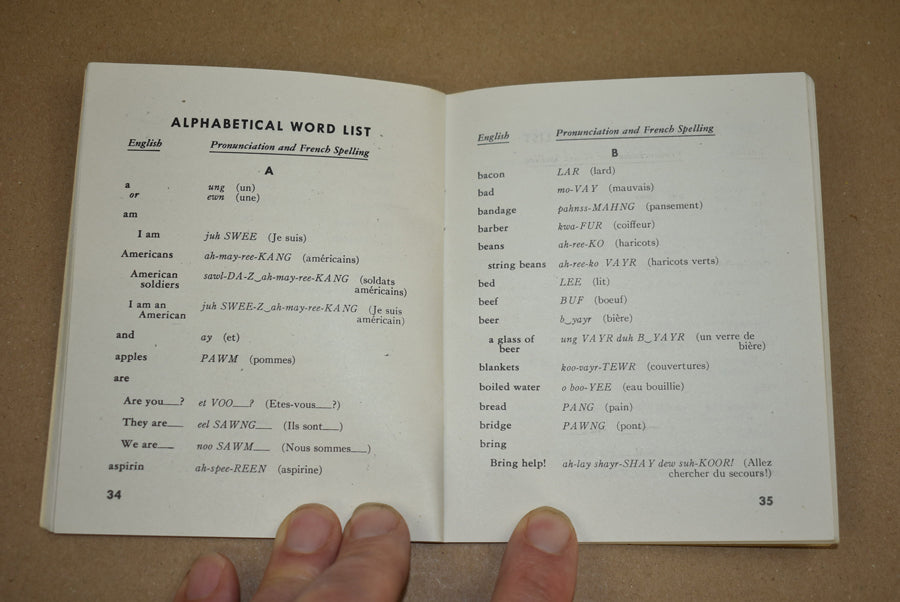 ALPHABETICAL WORD LIST
English Pronunciation and French Spelling
A
a ung (un)
or ewn (une)
am
I am juh SWEE (Je suis)
Americans ah-may-ree-KANG (américains)
American sawl-DA-Z‿ah-may-ree-KANG (soldats
soldiers américains)
I am an juh SWEE-Z‿ah-may-ree-KANG (Je suis
American américain)
and ay (et)
apples PAWM (pommes)
are
Are you___? et VOO___? (Etes-vous___?)
They are___ eel SAWNG___ (Ils sont___)
We are___ noo SAWM___ (Nous sommes___)
aspirin ah-spee-REEN (aspirine)
34
English Pronunciation and French Spelling
B
bacon LAR (lard)
bad mo-VAY (mauvais)
bandage pahnss-MAHNG (pansement)
barber kwa-FUR (coiffeur)
beans ah-ree-KO (haricots)
string beans ah-ree-ko VAYR (haricots verts)
bed LEE (lit)
beef BUF (boeuf)
beer b‿yayr (bière)
a glass of ung VAYR duh B‿YAYR (un verre de
beer bière)
blankets koo-vayr-TEWR (couvertures)
boiled water o boo-YEE (eau bouillie)
bread PANG (pain)
bridge PAWNG (pont)
bring
Bring help! ah-lay shayr-SHAY dew suh-KOOR! (Allez
chercher du secours!)
35